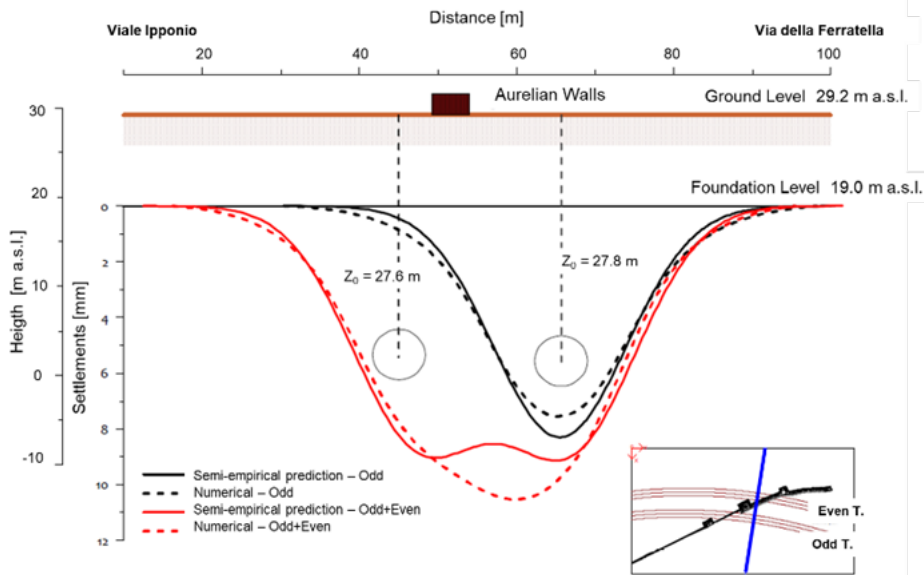 Distance [m]
Viale Ipponio
Via della Ferratella
20 40 60 80 100
Aurelian Walls
Ground Level 29.2 m a.s.l.
Foundation Level 19.0 m a.s.l.
Heigth [m a.s.l.]
30
20
10
0
-10
Settlements [mm]
0
2
4
6
8
10
12
Z₀ = 27.6 m
Z₀ = 27.8 m
Semi-empirical prediction – Odd
Numerical – Odd
Semi-empirical prediction – Odd+Even
Numerical – Odd+Even
Even T.
Odd T.